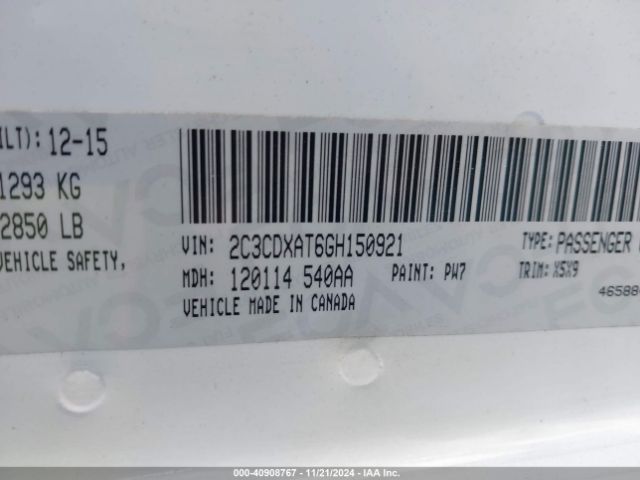 ILT): 12-15
1293 KG
2850 LB
VEHICLE SAFETY,
VIN: 2C3CDXAT6GH150921
TYPE: PASSENGER
MDH: 120114 540AA
PAINT: PW7
TRIM: X5X9
VEHICLE MADE IN CANADA
46588
000-40908767 - 11/21/2024 - IAA Inc.